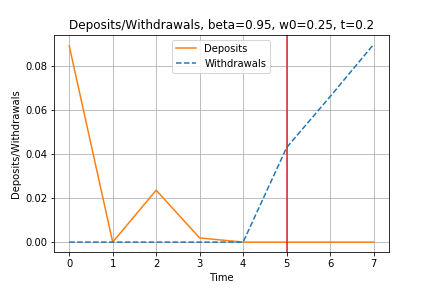 Deposits/Withdrawals, beta=0.95, w0=0.25, t=0.2
Deposits
Withdrawals
Deposits/Withdrawals
0.08
0.06
0.04
0.02
0.00
0 1 2 3 4 5 6 7
Time